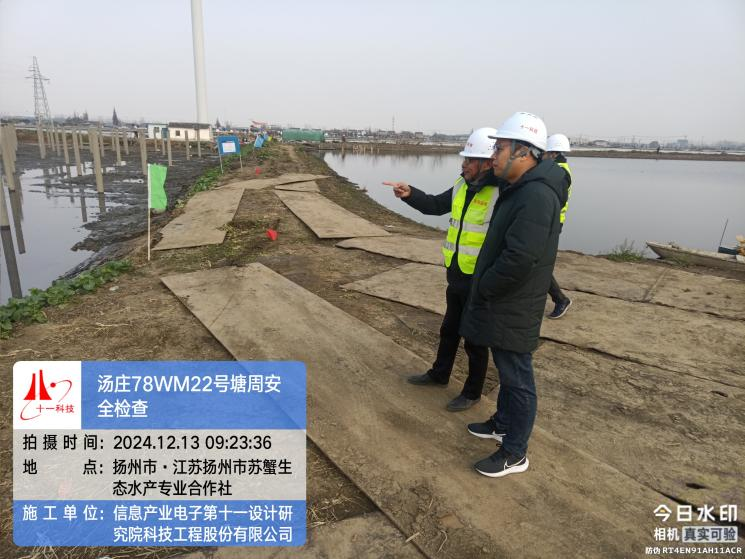 十一科技
十一科技
汤庄78WM22号塘周安
全检查
拍摄时间：2024.12.13 09:23:36
地点：扬州市·江苏扬州市苏蟹生
态水产专业合作社
施工单位：信息产业电子第十一设计研
究院科技工程股份有限公司
今日水印
相机 真实可验
防伪 RT4EN91AH11ACR